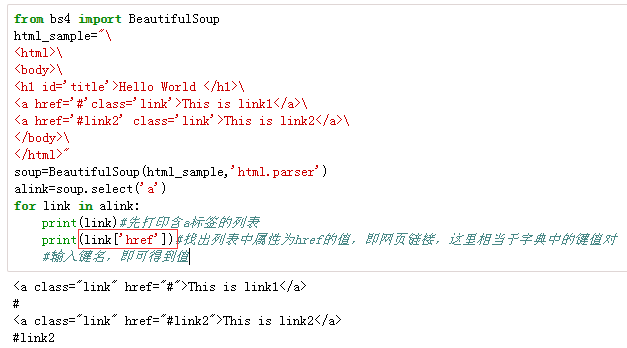 from bs4 import BeautifulSoup
html_sample="\
<html>\
<body>\
<h1 id='title'>Hello World </h1>\
<a href='#'class='link'>This is link1</a>\
<a href='#link2' class='link'>This is link2</a>\
</body>\
</html>"
soup=BeautifulSoup(html_sample,'html.parser')
alink=soup.select('a')
for link in alink:
    print(link)#先打印含a标签的列表
    print(link['href'])#找出列表中属性为href的值，即网页链接，这里相当于字典中的键值对
    #输入键名，即可得到值
<a class="link" href="#">This is link1</a>
#
<a class="link" href="#link2">This is link2</a>
#link2